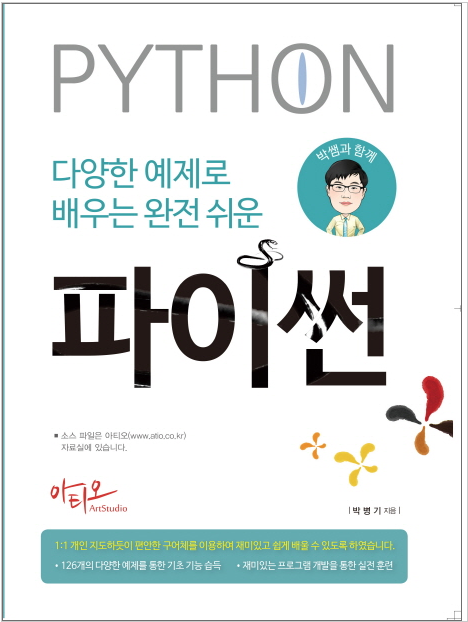 PYTHON
박쌤과 함께
다양한 예제로
배우는 완전 쉬운
파이썬
■ 소스 파일은 아티오(www.atio.co.kr)
자료실에 있습니다.
아티오
ArtStudio
| 박병기 지음 |
1:1 개인 지도하듯이 편안한 구어체를 이용하여 재미있고 쉽게 배울 수 있도록 하였습니다.
• 126개의 다양한 예제를 통한 기초 기능 습득 • 재미있는 프로그램 개발을 통한 실전 훈련